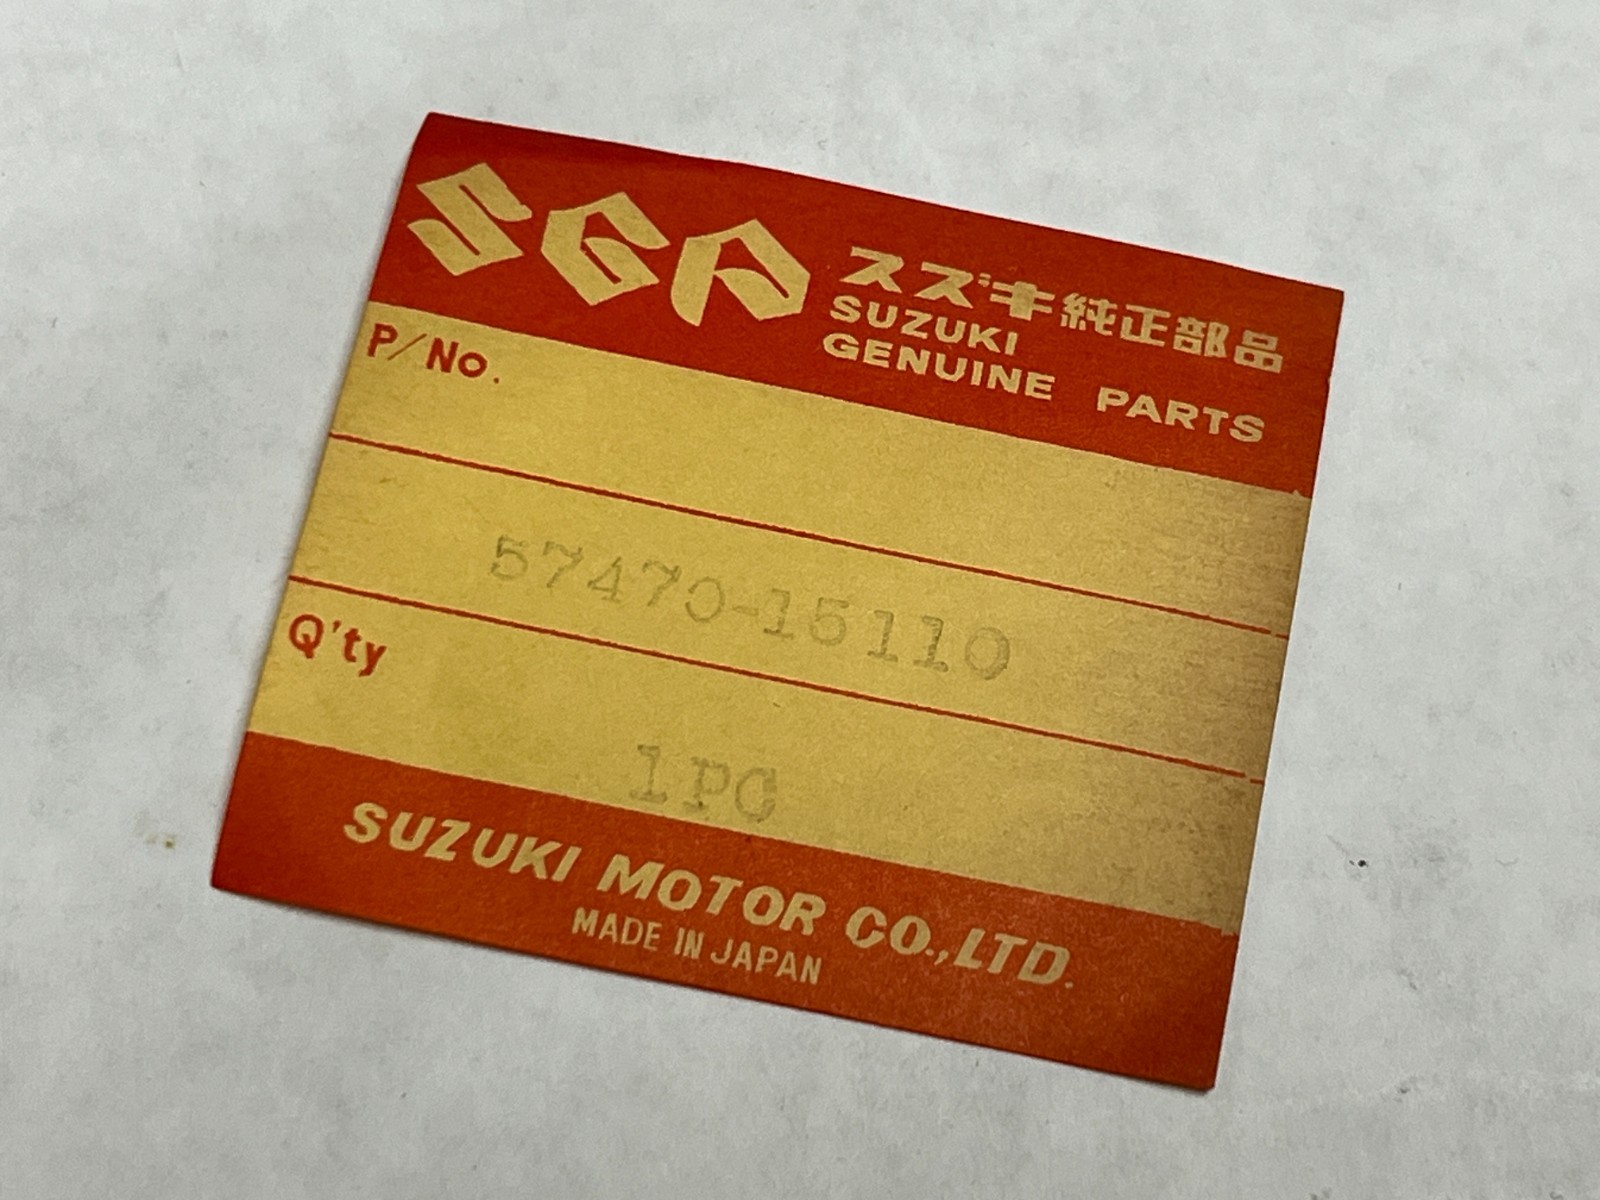 SGP
スズキ純正部品
SUZUKI
GENUINE PARTS
P/No.
57470-15110
Q'ty
1PC
SUZUKI MOTOR CO.,LTD.
MADE IN JAPAN